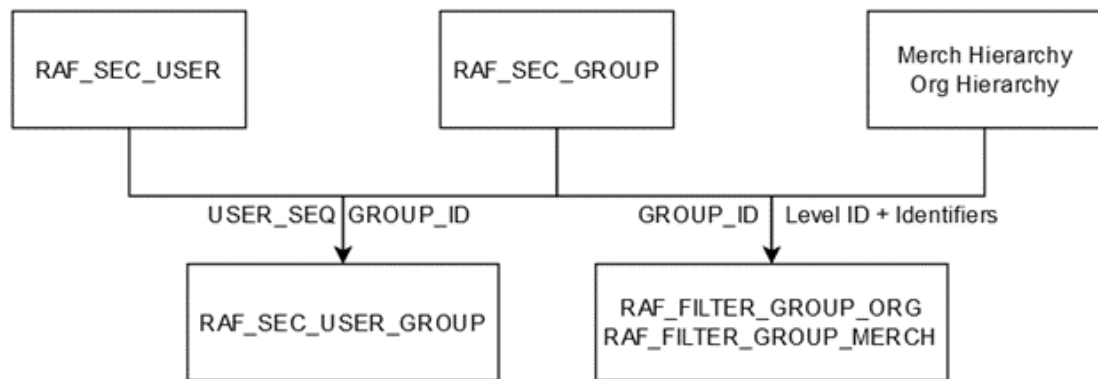 RAF_SEC_USER
RAF_SEC_GROUP
Merch Hierarchy
Org Hierarchy
USER_SEQ GROUP_ID
GROUP_ID Level ID + Identifiers
RAF_SEC_USER_GROUP
RAF_FILTER_GROUP_ORG
RAF_FILTER_GROUP_MERCH